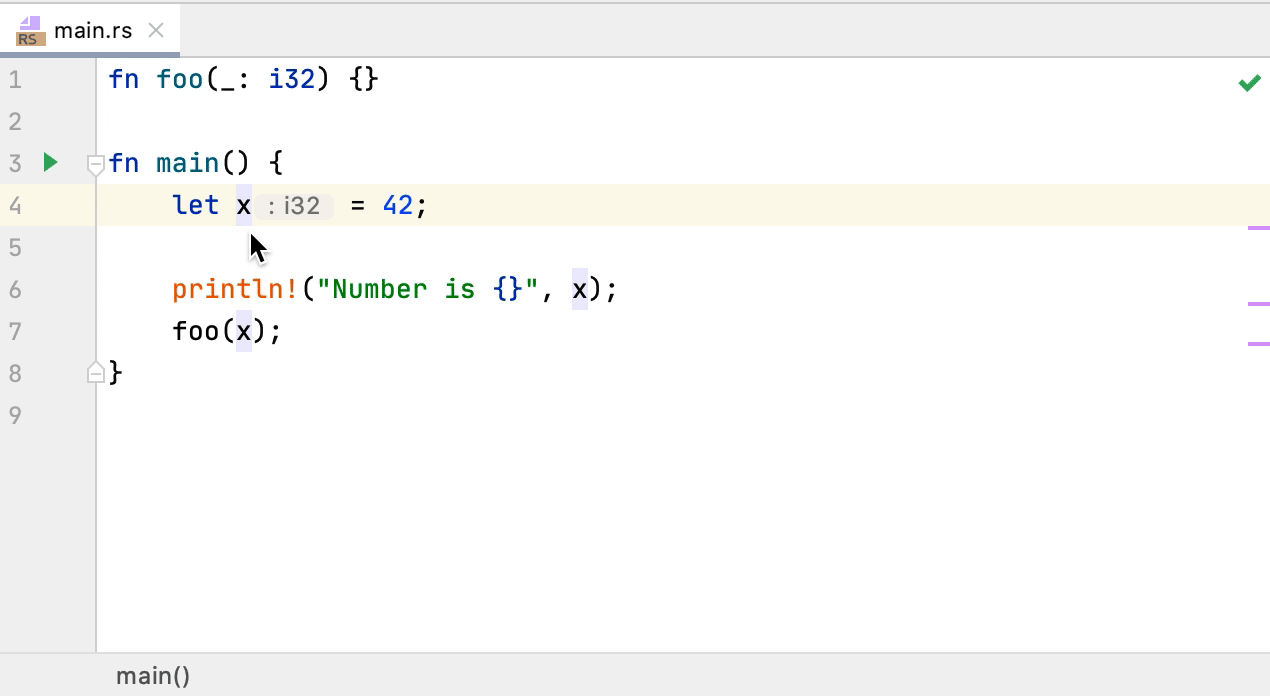 RS main.rs
1 fn foo(_: i32) {}
2
3 fn main() {
4     let x : i32 = 42;
5
6     println!("Number is {}", x);
7     foo(x);
8 }
9
main()